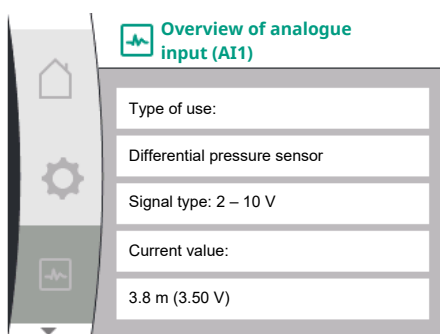 Overview of analogue
input (AI1)
Type of use:
Differential pressure sensor
Signal type: 2 – 10 V
Current value:
3.8 m (3.50 V)